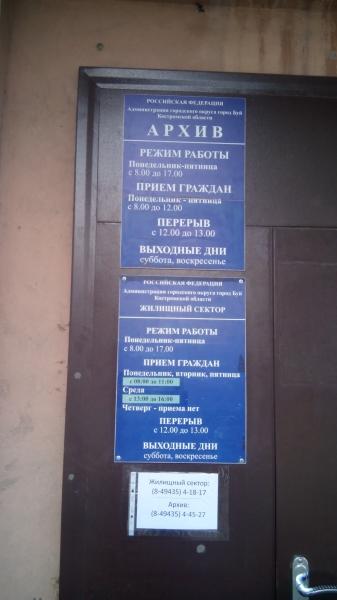 РОССИЙСКАЯ ФЕДЕРАЦИЯ
Администрация городского округа город Буй
Костромской области
АРХИВ
РЕЖИМ РАБОТЫ
Понедельник-пятница
с 8.00 до 17.00
ПРИЕМ ГРАЖДАН
Понедельник - пятница
с 8.00 до 12.00
ПЕРЕРЫВ
с 12.00 до 13.00
ВЫХОДНЫЕ ДНИ
суббота, воскресенье
РОССИЙСКАЯ ФЕДЕРАЦИЯ
Администрация городского округа город Буй
Костромской области
ЖИЛИЩНЫЙ СЕКТОР
РЕЖИМ РАБОТЫ
Понедельник-пятница
с 8.00 до 17.00
ПРИЕМ ГРАЖДАН
Понедельник, вторник, пятница
с 08:00 до 11:00
Среда
с 13:00 до 16:00
Четверг - приема нет
ПЕРЕРЫВ
с 12.00 до 13.00
ВЫХОДНЫЕ ДНИ
суббота, воскресенье
Жилищный сектор:
(8-49435) 4-18-17
Архив:
(8-49435) 4-45-27